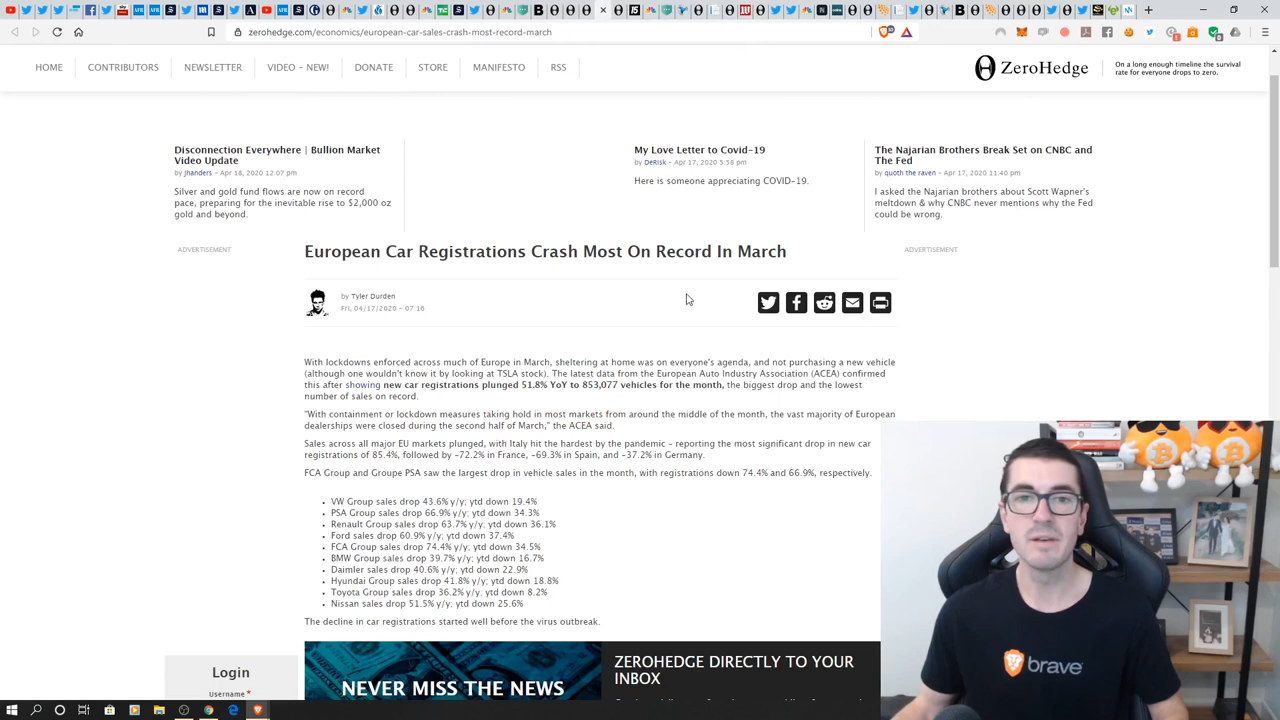 zerohedge.com/economics/european-car-sales-crash-most-record-march
HOME CONTRIBUTORS NEWSLETTER VIDEO - NEW! DONATE STORE MANIFESTO RSS
ZeroHedge
On a long enough timeline the survival
rate for everyone drops to zero.
Disconnection Everywhere | Bullion Market
Video Update
by jhanders - Apr 18, 2020 12:07 pm
Silver and gold fund flows are now on record
pace, preparing for the inevitable rise to $2,000 oz
gold and beyond.
My Love Letter to Covid-19
by DeRisk - Apr 17, 2020 5:58 pm
Here is someone appreciating COVID-19.
The Najarian Brothers Break Set on CNBC and
The Fed
by quoth the raven - Apr 17, 2020 11:40 pm
I asked the Najarian brothers about Scott Wapner's
meltdown & why CNBC never mentions why the Fed
could be wrong.
ADVERTISEMENT
European Car Registrations Crash Most On Record In March
ADVERTISEMENT
by Tyler Durden
Fri, 04/17/2020 - 07:16
With lockdowns enforced across much of Europe in March, sheltering at home was on everyone's agenda, and not purchasing a new vehicle
(although one wouldn't know it by looking at TSLA stock). The latest data from the European Auto Industry Association (ACEA) confirmed
this after showing new car registrations plunged 51.8% YoY to 853,077 vehicles for the month, the biggest drop and the lowest
number of sales on record.
"With containment or lockdown measures taking hold in most markets from around the middle of the month, the vast majority of European
dealerships were closed during the second half of March," the ACEA said.
Sales across all major EU markets plunged, with Italy hit the hardest by the pandemic - reporting the most significant drop in new car
registrations of 85.4%, followed by -72.2% in France, -69.3% in Spain, and -37.2% in Germany.
FCA Group and Groupe PSA saw the largest drop in vehicle sales in the month, with registrations down 74.4% and 66.9%, respectively.
VW Group sales drop 43.6% y/y; ytd down 19.4%
PSA Group sales drop 66.9% y/y; ytd down 34.3%
Renault Group sales drop 63.7% y/y; ytd down 36.1%
Ford sales drop 60.9% y/y; ytd down 37.4%
FCA Group sales drop 74.4% y/y; ytd down 34.5%
BMW Group sales drop 39.7% y/y; ytd down 16.7%
Daimler sales drop 40.6% y/y; ytd down 22.9%
Hyundai Group sales drop 41.8% y/y; ytd down 18.8%
Toyota Group sales drop 36.2% y/y; ytd down 8.2%
Nissan sales drop 51.5% y/y; ytd down 25.6%
The decline in car registrations started well before the virus outbreak.
Login
Username *
NEVER MISS THE NEWS
ZEROHEDGE DIRECTLY TO YOUR
INBOX
brave